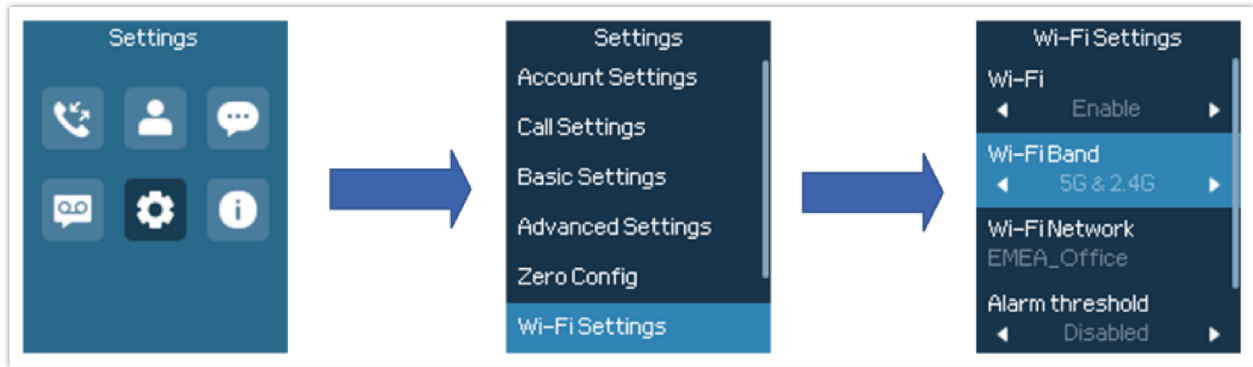 Settings
Settings
Account Settings
Call Settings
Basic Settings
Advanced Settings
Zero Config
Wi-Fi Settings
Wi-Fi Settings
Wi-Fi
Enable
Wi-Fi Band
5G & 2.4G
Wi-Fi Network
EMEA_Office
Alarm threshold
Disabled